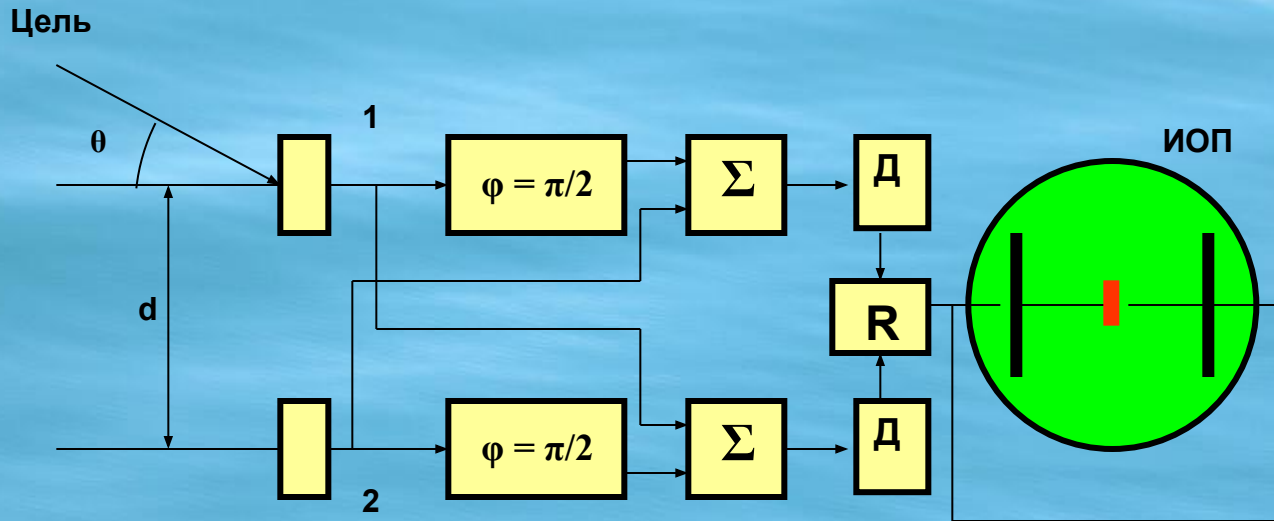 Цель
1
θ
φ = π/2
Σ
Д
ИОП
d
R
φ = π/2
Σ
Д
2